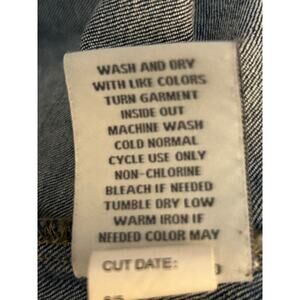 WASH AND DRY
WITH LIKE COLORS
TURN GARMENT
INSIDE OUT
MACHINE WASH
COLD NORMAL
CYCLE USE ONLY
NON-CHLORINE
BLEACH IF NEEDED
TUMBLE DRY LOW
WARM IRON IF
NEEDED COLOR MAY
CUT DATE: